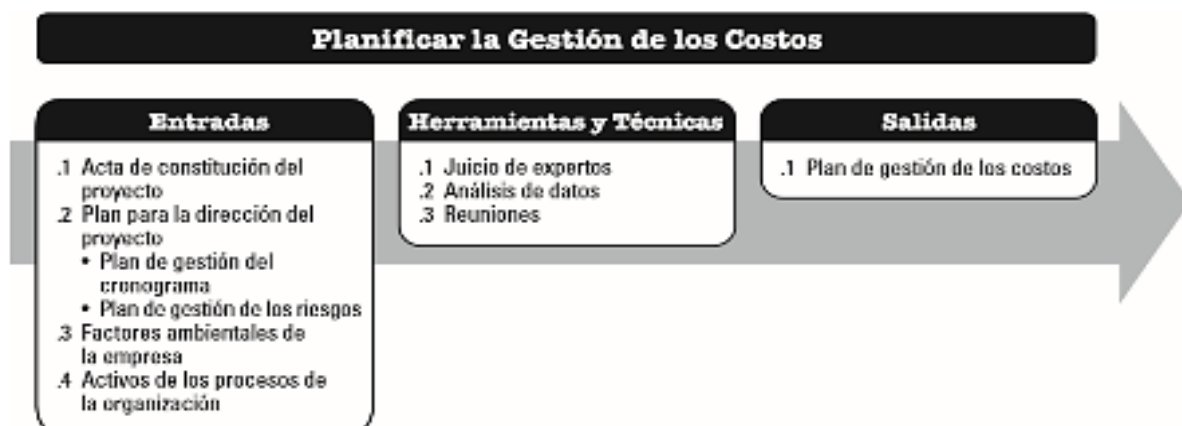 Planificar la Gestión de los Costos
Entradas
.1 Acta de constitución del
proyecto
.2 Plan para la dirección del
proyecto
• Plan de gestión del
cronograma
• Plan de gestión de los riesgos
.3 Factores ambientales de
la empresa
.4 Activos de los procesos de
la organización
Herramientas y Técnicas
.1 Juicio de expertos
.2 Análisis de datos
.3 Reuniones
Salidas
.1 Plan de gestión de los costos